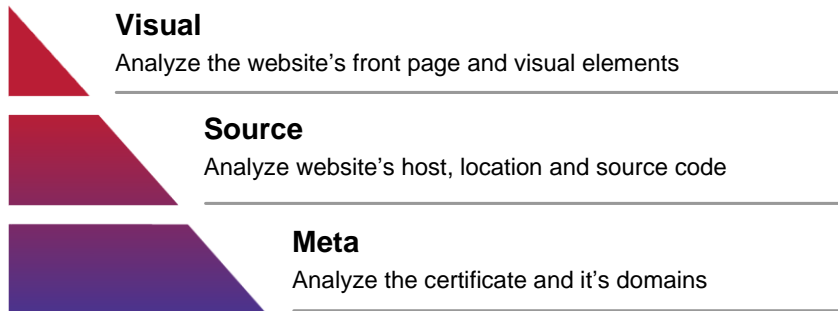 Visual
Analyze the website’s front page and visual elements
Source
Analyze website’s host, location and source code
Meta
Analyze the certificate and it’s domains